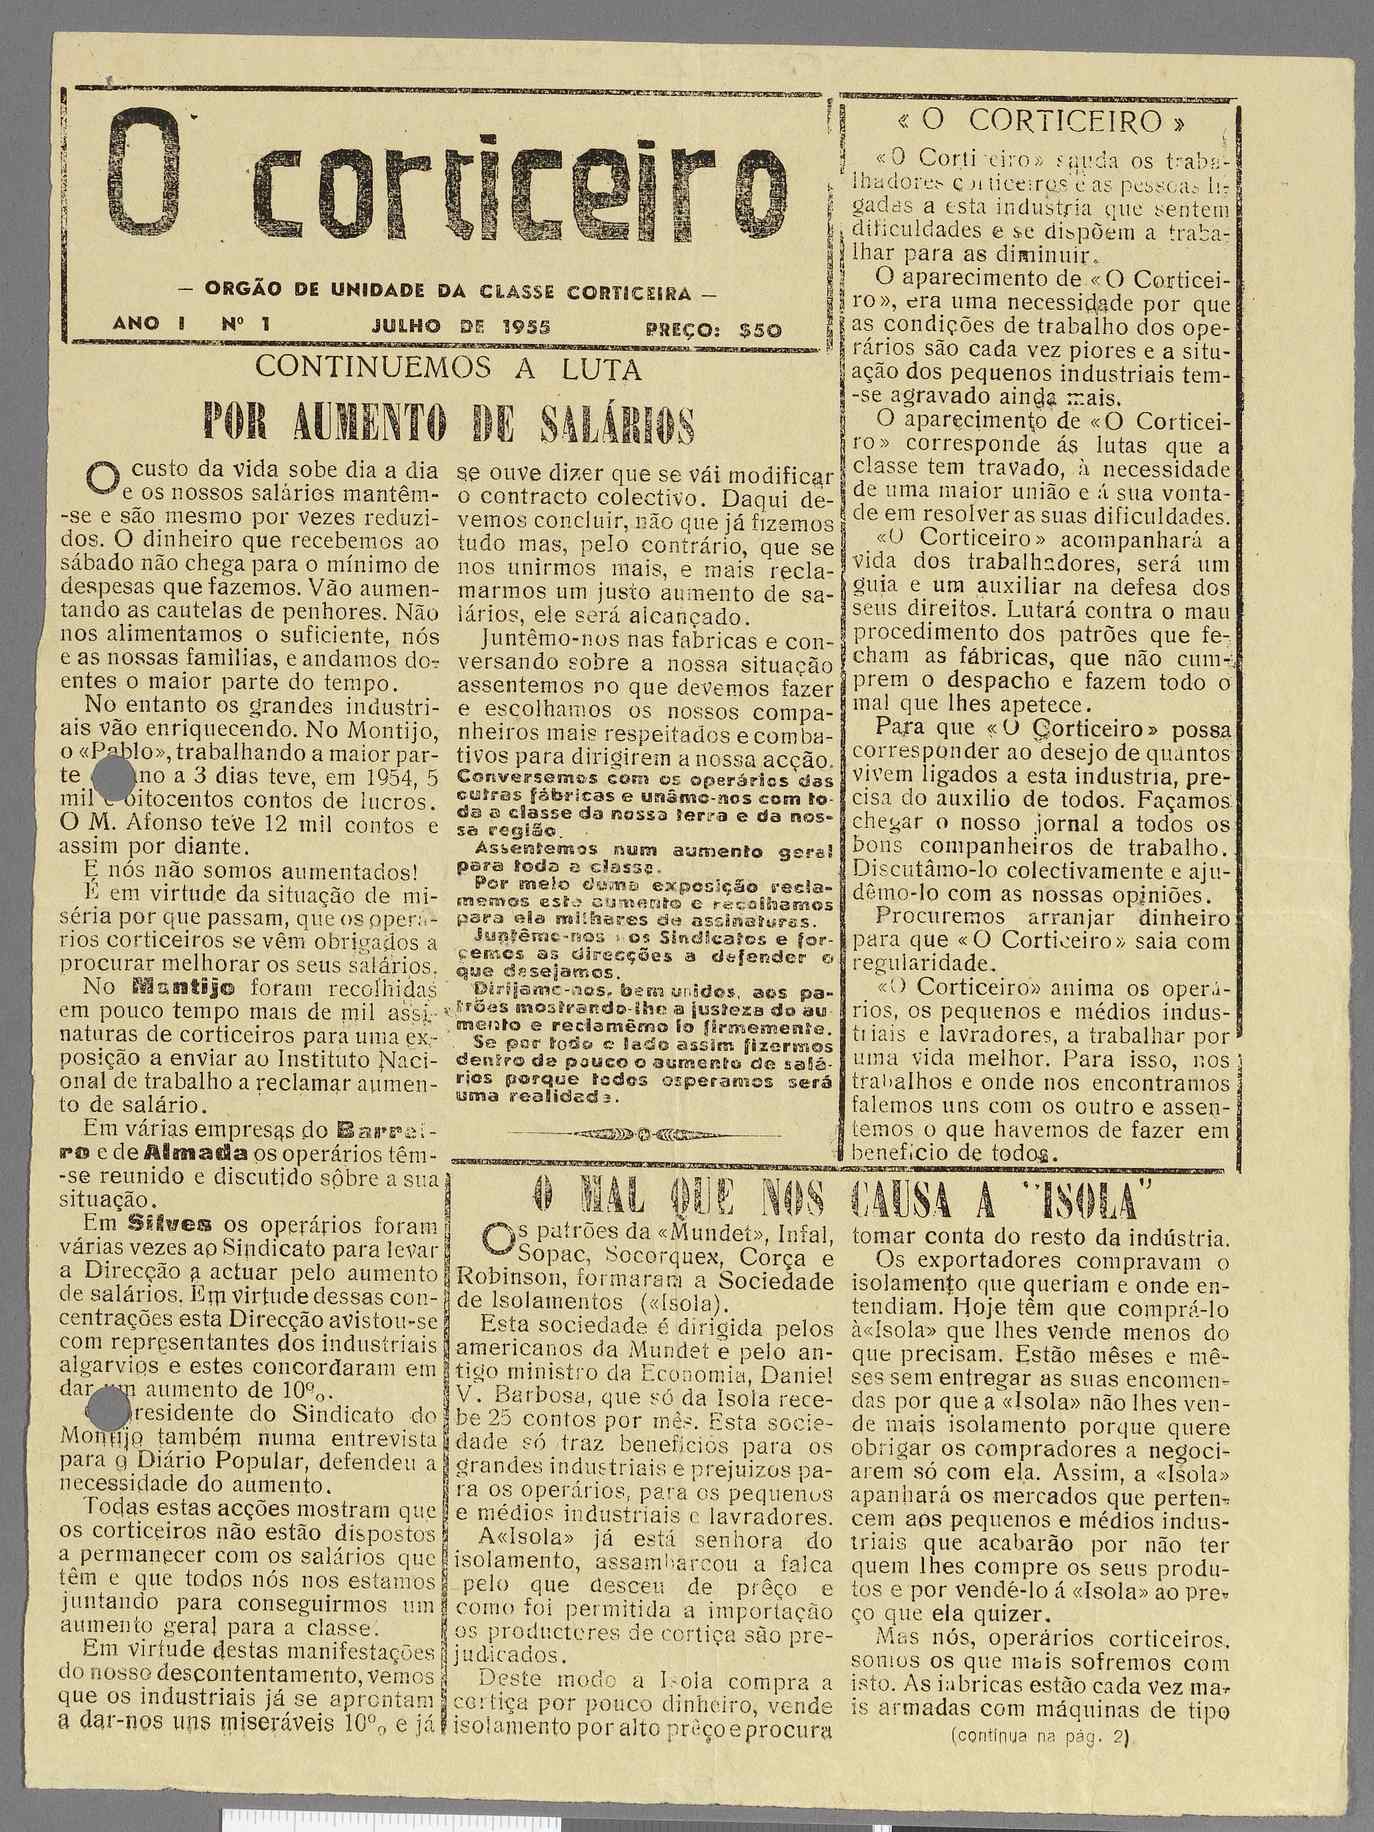 O corticeiro
— ORGÃO DE UNIDADE DA CLASSE CORTICEIRA —
ANO I Nº 1 JULHO DE 1955 PREÇO: $50
CONTINUEMOS A LUTA
POR AUMENTO DE SALÁRIOS
O custo da vida sobe dia a dia
e os nossos salários mantêm-
-se e são mesmo por vezes reduzi-
dos. O dinheiro que recebemos ao
sábado não chega para o mínimo de
despesas que fazemos. Vão aumen-
tando as cautelas de penhores. Não
nos alimentamos o suficiente, nós
e as nossas familias, e andamos do-
entes o maior parte do tempo.
No entanto os grandes industri-
ais vão enriquecendo. No Montijo,
o «Pablo», trabalhando a maior par-
te ano a 3 dias teve, em 1954, 5
mil e oitocentos contos de lucros.
O M. Afonso teve 12 mil contos e
assim por diante.
E nós não somos aumentados!
É em virtude da situação de mi-
séria por que passam, que os operá-
rios corticeiros se vêm obrigados a
procurar melhorar os seus salários.
No Mantijo foram recolhidas
em pouco tempo mais de mil assi-
naturas de corticeiros para uma ex-
posição a enviar ao Instituto Naci-
onal de trabalho a reclamar aumen-
to de salário.
Em várias empresas do Barrei-
ro e de Almada os operários têm-
-se reunido e discutido sôbre a sua
situação.
Em Silves os operários foram
várias vezes ao Sindicato para levar
a Direcção a actuar pelo aumento
de salários. Em virtude dessas con-
centrações esta Direcção avistou-se
com representantes dos industriais
algarvios e estes concordaram em
dar um aumento de 10%.
residente do Sindicato do
Montijo também numa entrevista
para o Diário Popular, defendeu a
necessidade do aumento.
Todas estas acções mostram que
os corticeiros não estão dispostos
a permanecer com os salários que
têm e que todos nós nos estamos
juntando para conseguirmos um
aumento geral para a classe.
Em virtude destas manifestações
do nosso descontentamento, vemos
que os industriais já se aprontam
a dar-nos uns miseráveis 10% e já
se ouve dizer que se vái modificar
o contracto colectivo. Daqui de-
vemos concluir, não que já fizemos
tudo mas, pelo contrário, que se
nos unirmos mais, e mais recla-
marmos um justo aumento de sa-
lários, ele será alcançado.
Juntêmo-nos nas fabricas e con-
versando sobre a nossa situação
assentemos no que devemos fazer
e escolhamos os nossos compa-
nheiros mais respeitados e comba-
tivos para dirigirem a nossa acção.
Conversemos com os operários das
outras fábricas e unâmo-nos com to-
da a classe da nossa terra e da nos-
sa região.
Assentemos num aumento geral
para toda a classe.
Por meio duma exposição recla-
memos este aumento e recolhamos
para ela milhares de assinaturas.
Juntêmo-nos nos Sindicatos e for-
cemos as direcções a defender o
que desejamos.
Dirijamo-nos, bem unidos, aos pa-
trões mostrando-lhe a justeza do au-
mento e reclamêmo lo firmemente.
Se por todo o lado assim fizermos
dentro de pouco o aumento de salá-
rios porque todos esperamos será
uma realidade.
« O CORTICEIRO »
«O Corticeiro» saúda os traba-
lhadores corticeiros e as pessoas li-
gadas a esta industria que sentem
dificuldades e se dispõem a traba-
lhar para as diminuir.
O aparecimento de «O Corticei-
ro», era uma necessidade por que
as condições de trabalho dos ope-
rários são cada vez piores e a situ-
ação dos pequenos industriais tem-
-se agravado ainda mais.
O aparecimento de «O Corticei-
ro» corresponde ás lutas que a
classe tem travado, à necessidade
de uma maior união e á sua vonta-
de em resolver as suas dificuldades.
«O Corticeiro» acompanhará a
vida dos trabalhadores, será um
guia e um auxiliar na defesa dos
seus direitos. Lutará contra o mau
procedimento dos patrões que fe-
cham as fábricas, que não cum-
prem o despacho e fazem todo o
mal que lhes apetece.
Para que «O Corticeiro» possa
corresponder ao desejo de quantos
vivem ligados a esta industria, pre-
cisa do auxilio de todos. Façamos
chegar o nosso jornal a todos os
bons companheiros de trabalho.
Discutâmo-lo colectivamente e aju-
dêmo-lo com as nossas opiniões.
Procuremos arranjar dinheiro
para que «O Corticeiro» saia com
regularidade.
«O Corticeiro» anima os operá-
rios, os pequenos e médios indus-
triais e lavradores, a trabalhar por
uma vida melhor. Para isso, nos
trabalhos e onde nos encontramos
falemos uns com os outro e assen-
temos o que havemos de fazer em
beneficio de todos.
O MAL QUE NOS CAUSA A "ISOLA"
Os patrões da «Mundet», Infal,
Sopac, Socorquex, Corça e
Robinson, formaram a Sociedade
de Isolamentos («Isola).
Esta sociedade é dirigida pelos
americanos da Mundet e pelo an-
tigo ministro da Economia, Daniel
V. Barbosa, que só da Isola rece-
be 25 contos por mês. Esta socie-
dade só traz beneficios para os
grandes industriais e prejuizos pa-
ra os operários, para os pequenos
e médios industriais e lavradores.
A «Isola» já está senhora do
isolamento, assambarcou a falca
pelo que desceu de prêço e
como foi permitida a importação
os productores de cortiça são pre-
judicados.
Deste modo a Isola compra a
cortiça por pouco dinheiro, vende
isolamento por alto prêço e procura
tomar conta do resto da indústria.
Os exportadores compravam o
isolamento que queriam e onde en-
tendiam. Hoje têm que comprá-lo
à «Isola» que lhes vende menos do
que precisam. Estão mêses e mê-
ses sem entregar as suas encomen-
das por que a «Isola» não lhes ven-
de mais isolamento porque quere
obrigar os compradores a negoci-
arem só com ela. Assim, a «Isola»
apanhará os mercados que perten-
cem aos pequenos e médios indus-
triais que acabarão por não ter
quem lhes compre os seus produ-
tos e por vendê-lo á «Isola» ao pre-
ço que ela quizer.
Mas nós, operários corticeiros,
somos os que mais sofremos com
isto. As fabricas estão cada vez ma-
is armadas com máquinas de tipo
(continua na pág. 2)